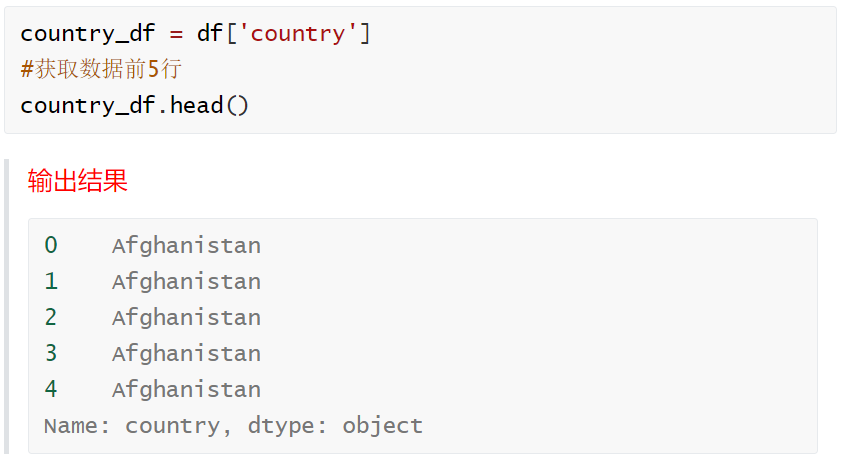 country_df = df['country']
#获取数据前5行
country_df.head()
输出结果
0    Afghanistan
1    Afghanistan
2    Afghanistan
3    Afghanistan
4    Afghanistan
Name: country, dtype: object